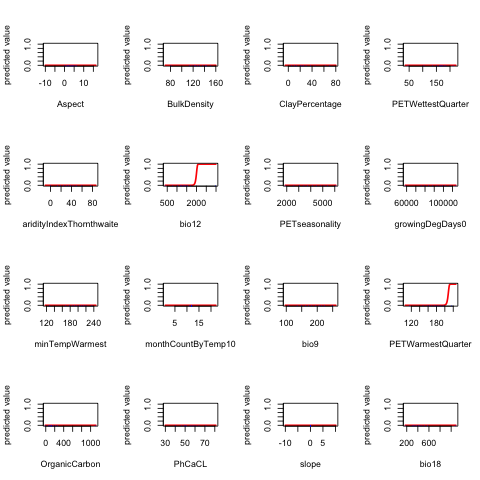 predicted value 0.0 1.0 -10 0 10 Aspect
predicted value 0.0 1.0 80 120 160 BulkDensity
predicted value 0.0 1.0 0 40 80 ClayPercentage
predicted value 0.0 1.0 50 150 PETWettestQuarter
predicted value 0.0 1.0 0 40 80 aridityIndexThornthwaite
predicted value 0.0 1.0 500 2000 bio12
predicted value 0.0 1.0 2000 6000 PETseasonality
predicted value 0.0 1.0 60000 100000 growingDegDays0
predicted value 0.0 1.0 120 160 200 240 minTempWarmest
predicted value 0.0 1.0 5 15 monthCountByTemp10
predicted value 0.0 1.0 100 200 bio9
predicted value 0.0 1.0 120 180 PETWarmestQuarter
predicted value 0.0 1.0 0 400 1000 OrganicCarbon
predicted value 0.0 1.0 30 50 70 PhCaCL
predicted value 0.0 1.0 -10 0 5 slope
predicted value 0.0 1.0 200 600 bio18